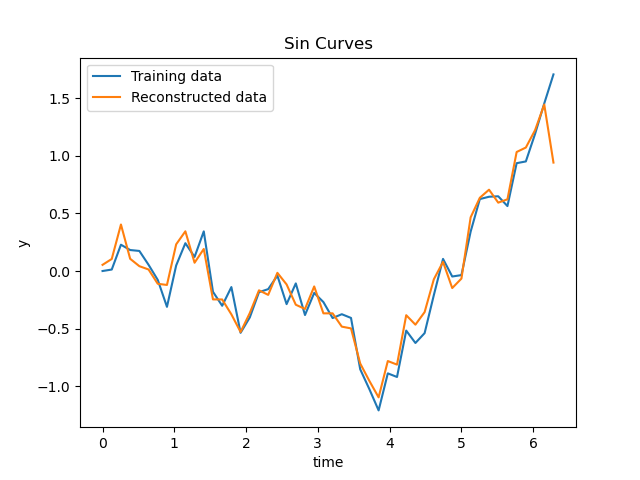 Sin Curves
Training data
Reconstructed data
y
1.5
1.0
0.5
0.0
−0.5
−1.0
0 1 2 3 4 5 6
time